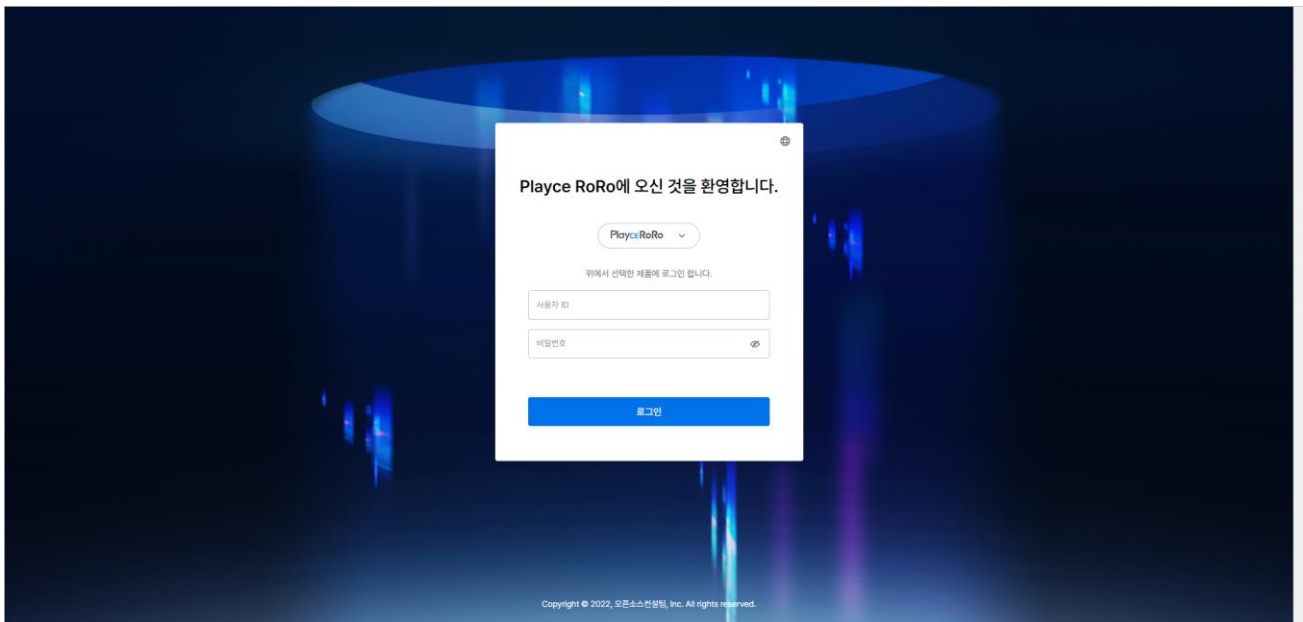 Playce RoRo에 오신 것을 환영합니다.
PlayceRoRo
위에서 선택한 제품에 로그인 합니다.
사용자 ID
비밀번호
로그인
Copyright © 2022, 오픈소스컨설팅, Inc. All rights reserved.